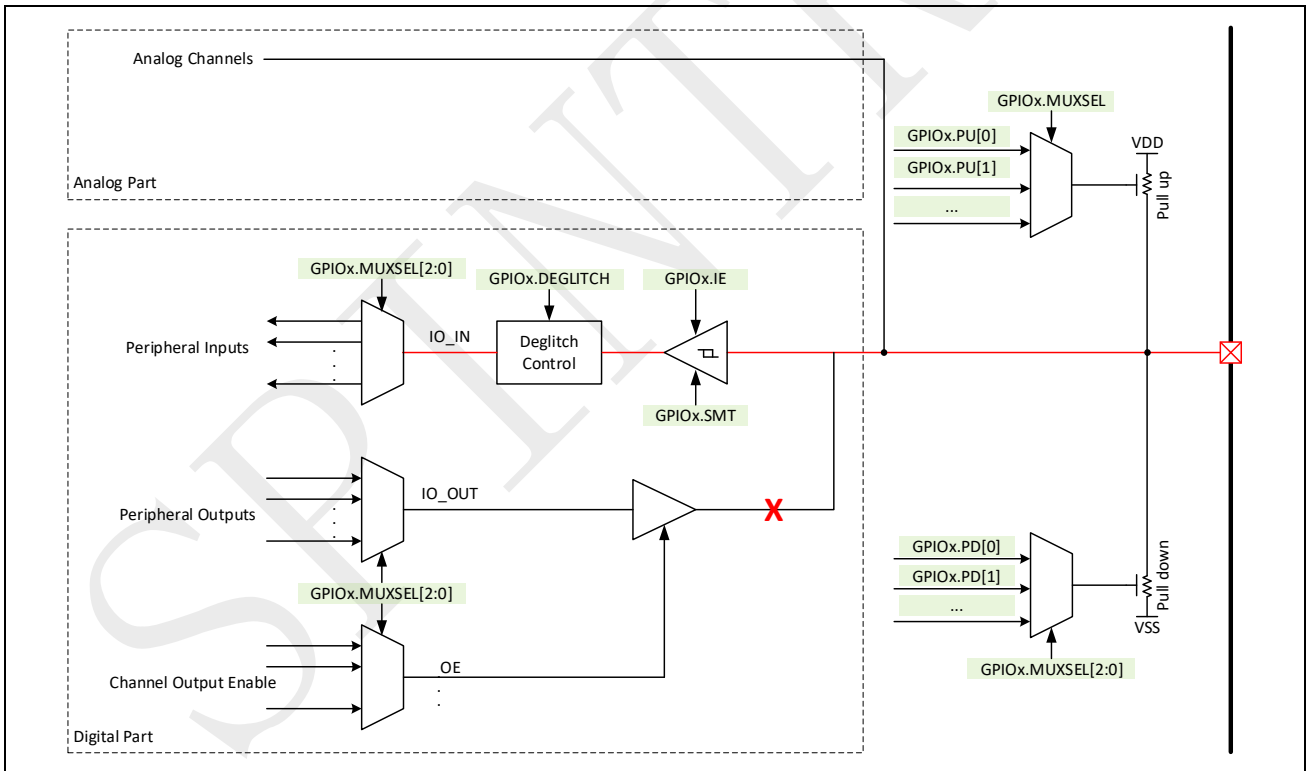 Analog Channels
Analog Part
GPIOx.MUXSEL
GPIOx.PU[0]
GPIOx.PU[1]
...
VDD
Pull up
GPIOx.MUXSEL[2:0]
GPIOx.DEGLITCH
GPIOx.IE
Peripheral Inputs
IO_IN
Deglitch
Control
GPIOx.SMT
Peripheral Outputs
IO_OUT
X
GPIOx.MUXSEL[2:0]
Channel Output Enable
OE
Digital Part
GPIOx.PD[0]
GPIOx.PD[1]
...
Pull down
VSS
GPIOx.MUXSEL[2:0]